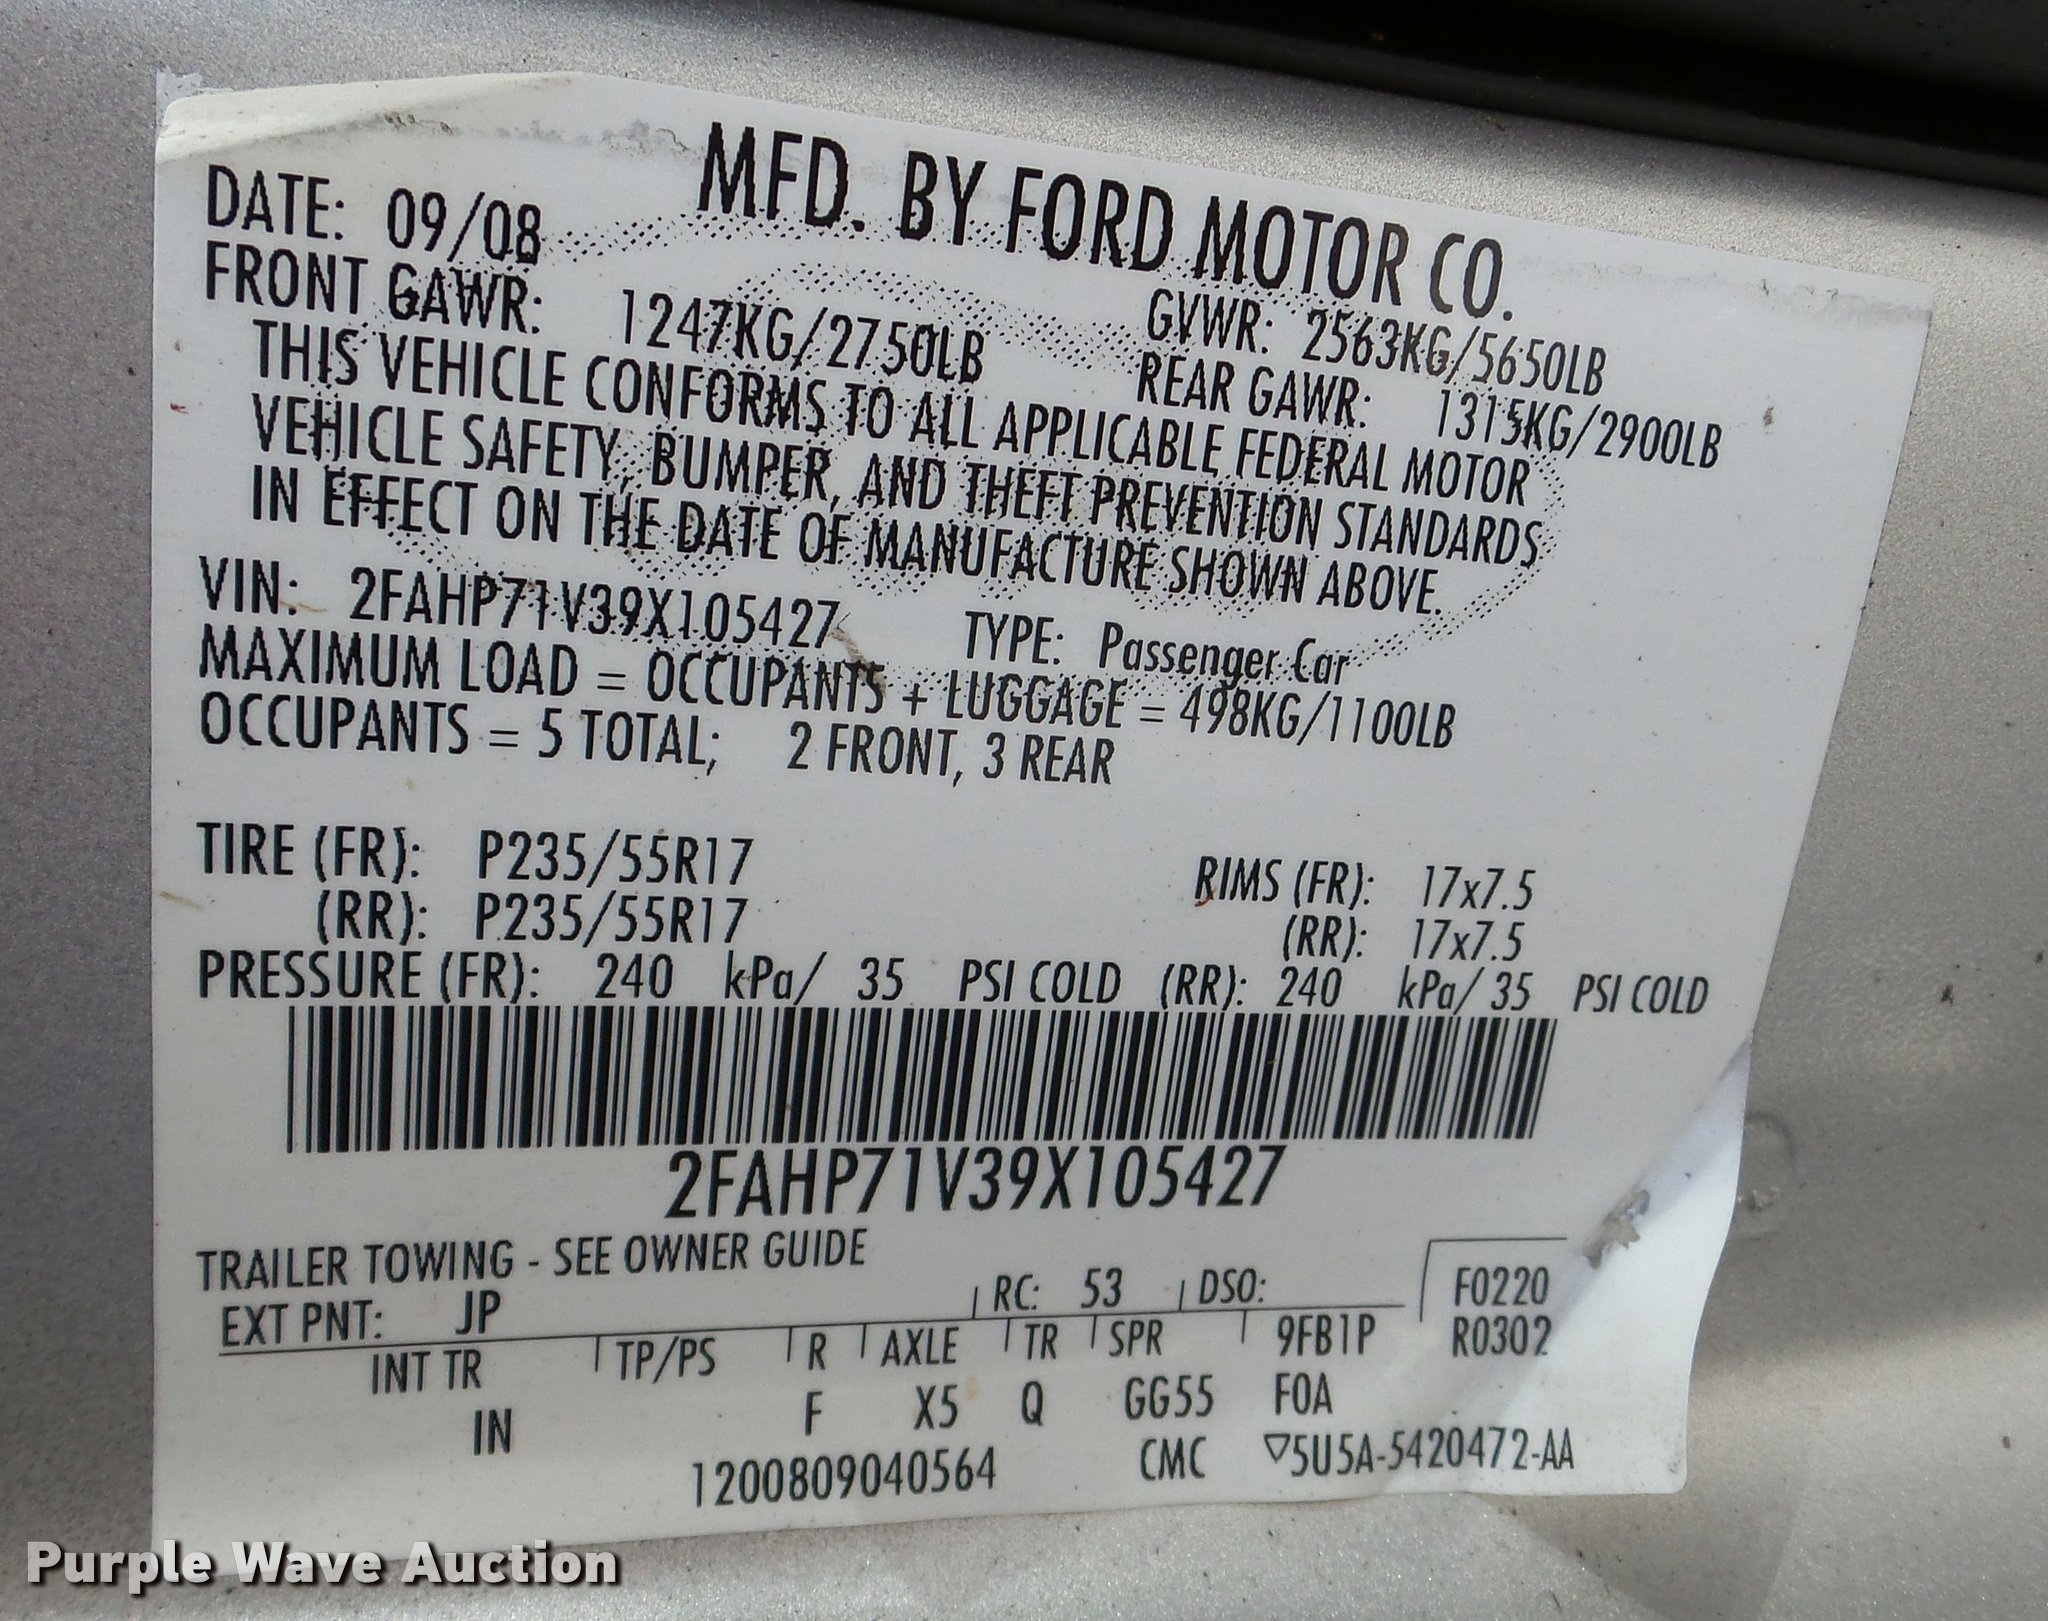 MFD. BY FORD MOTOR CO.
DATE: 09/08 GVWR: 2563KG/5650LB
FRONT GAWR: 1247KG/2750LB REAR GAWR: 1315KG/2900LB
THIS VEHICLE CONFORMS TO ALL APPLICABLE FEDERAL MOTOR
VEHICLE SAFETY, BUMPER, AND THEFT PREVENTION STANDARDS
IN EFFECT ON THE DATE OF MANUFACTURE SHOWN ABOVE.
VIN: 2FAHP71V39X105427 TYPE: Passenger Car
MAXIMUM LOAD = OCCUPANTS + LUGGAGE = 498KG/1100LB
OCCUPANTS = 5 TOTAL; 2 FRONT, 3 REAR
TIRE (FR): P235/55R17 RIMS (FR): 17x7.5
(RR): P235/55R17 (RR): 17x7.5
PRESSURE (FR): 240 kPa/ 35 PSI COLD (RR): 240 kPa/ 35 PSI COLD
2FAHP71V39X105427
TRAILER TOWING - SEE OWNER GUIDE
EXT PNT: JP RC: 53 DSO: F0220
INT TR TP/PS R AXLE TR SPR 9FB1P R0302
IN F X5 Q GG55 F0A
1200809040564 CMC ▽5U5A-5420472-AA
Purple Wave Auction